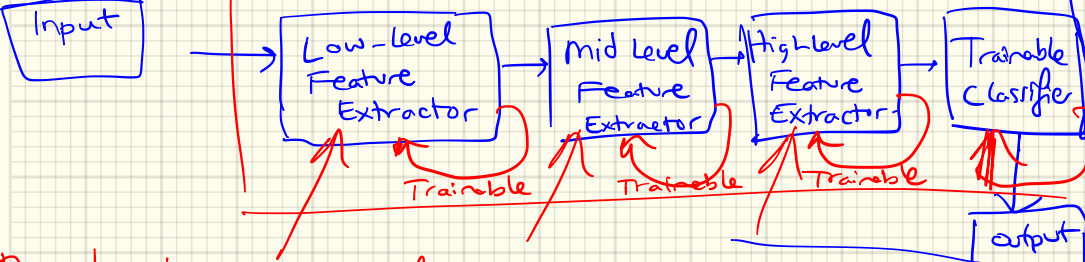 Input
Low-Level
Feature
Extractor
Mid Level
Feature
Extractor
High Level
Feature
Extractor
Trainable
Classifier
Trainable
Trainable
Trainable
output